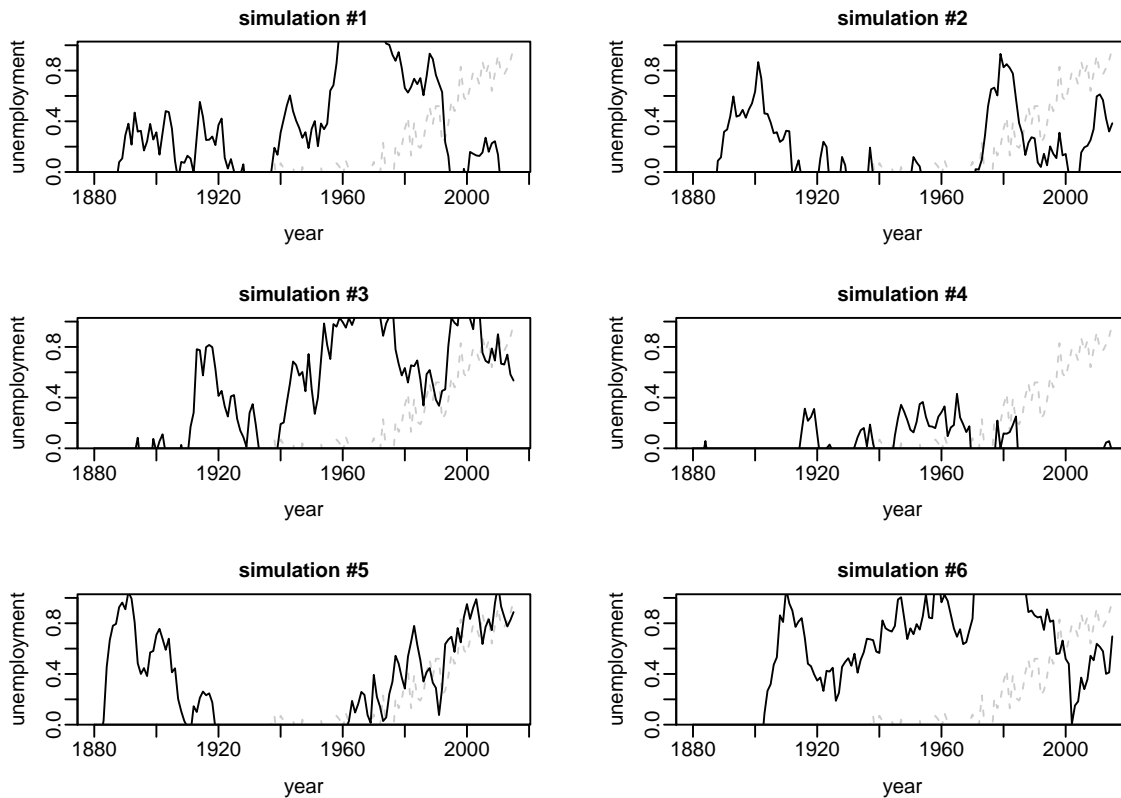 simulation #1
unemployment
0.0 0.4 0.8
1880 1920 1960 2000
year
simulation #2
unemployment
0.0 0.4 0.8
1880 1920 1960 2000
year
simulation #3
unemployment
0.0 0.4 0.8
1880 1920 1960 2000
year
simulation #4
unemployment
0.0 0.4 0.8
1880 1920 1960 2000
year
simulation #5
unemployment
0.0 0.4 0.8
1880 1920 1960 2000
year
simulation #6
unemployment
0.0 0.4 0.8
1880 1920 1960 2000
year